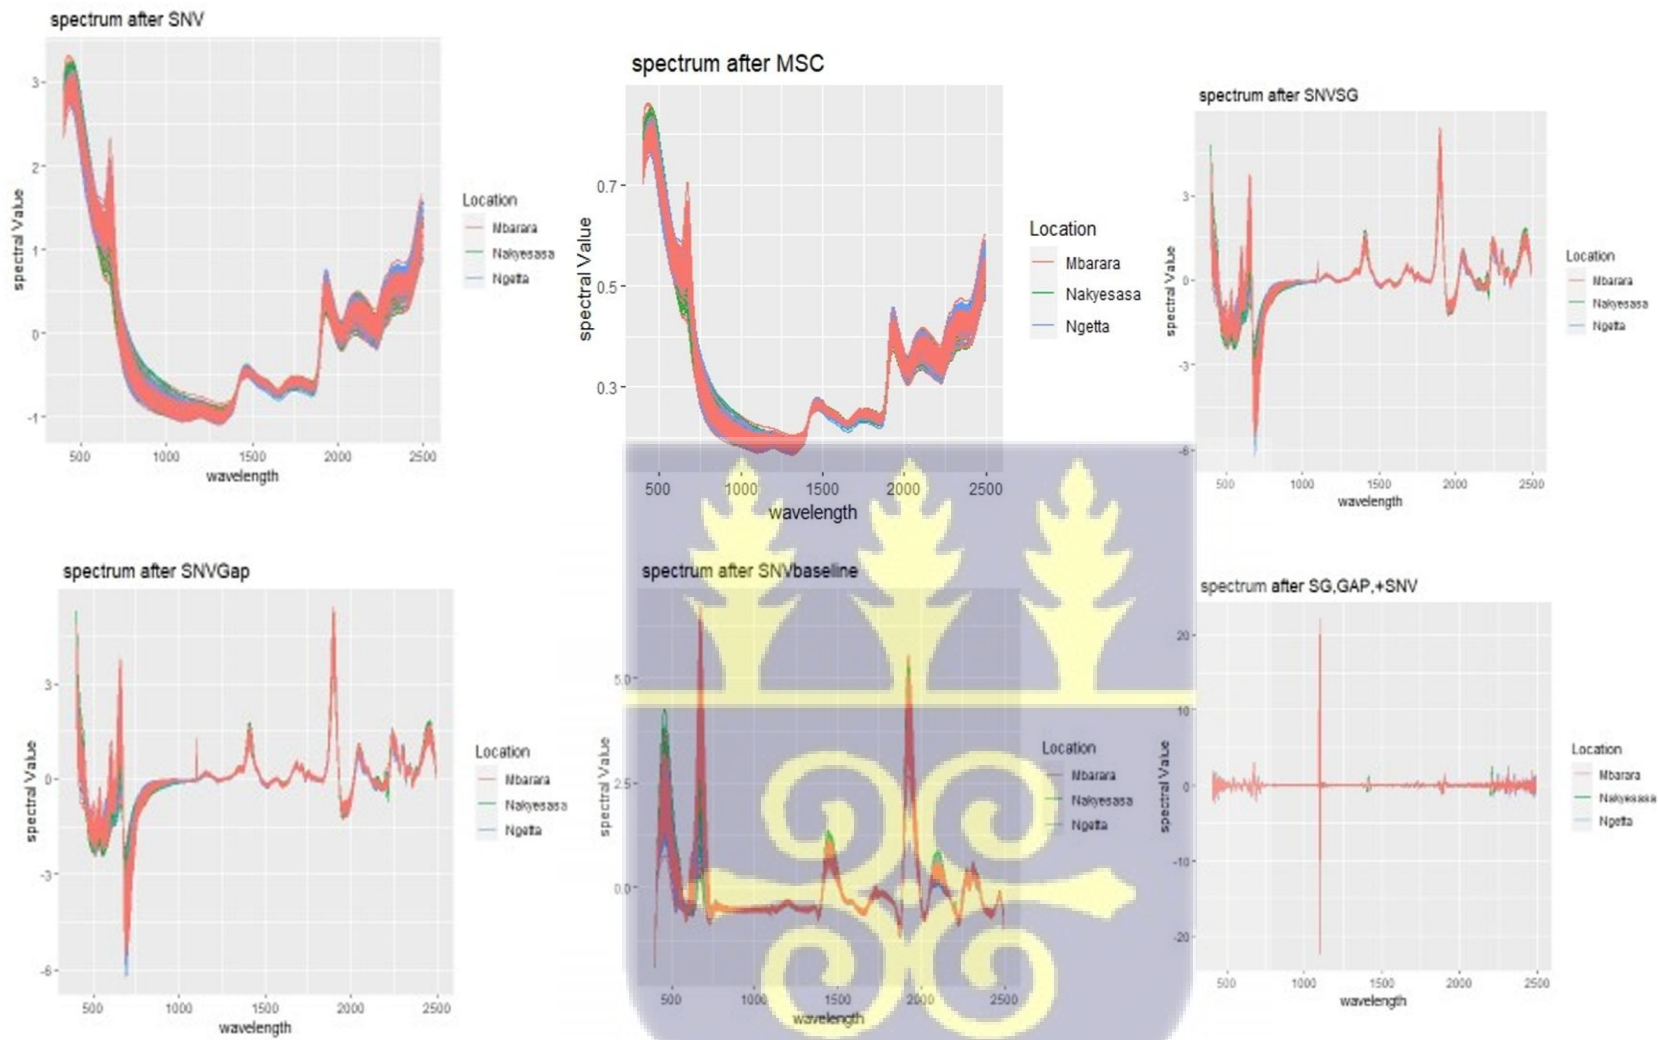 spectrum after SNV
3
2
1
0
-1
500 1000 1500 2000 2500
wavelength
spectral Value
Location
Mbarara
Nakyesasa
Ngetta
spectrum after MSC
0.7
0.5
0.3
500 1000 1500 2000 2500
wavelength
spectral Value
Location
Mbarara
Nakyesasa
Ngetta
spectrum after SNVSG
3
0
-3
-6
500 1000 1500 2000 2500
wavelength
spectral Value
Location
Mbarara
Nakyesasa
Ngetta
spectrum after SNVGap
3
0
-3
-6
500 1000 1500 2000 2500
wavelength
spectral Value
Location
Mbarara
Nakyesasa
Ngetta
spectrum after SNVbaseline
5.0
2.5
0.0
500 1000 1500 2000 2500
wavelength
spectral Value
Location
Mbarara
Nakyesasa
Ngetta
spectrum after SG,GAP,+SNV
20
10
0
-10
-20
500 1000 1500 2000 2500
wavelength
spectral Value
Location
Mbarara
Nakyesasa
Ngetta